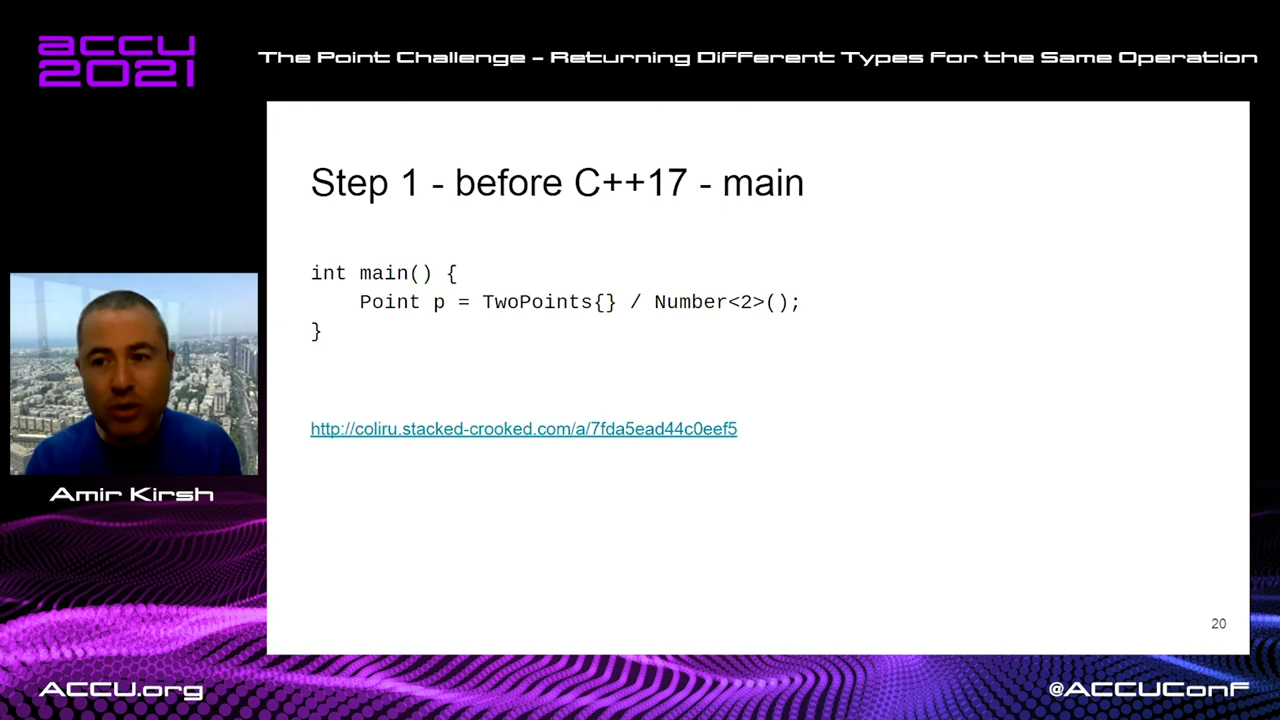 accu
2021
The Point Challenge - Returning Different Types for the Same Operation
Step 1 - before C++17 - main
int main() {
Point p = TwoPoints{} / Number<2>();
}
http://coliru.stacked-crooked.com/a/7fda5ead44c0eef5
Amir Kirsh
20
ACCU.org
@ACCUConf